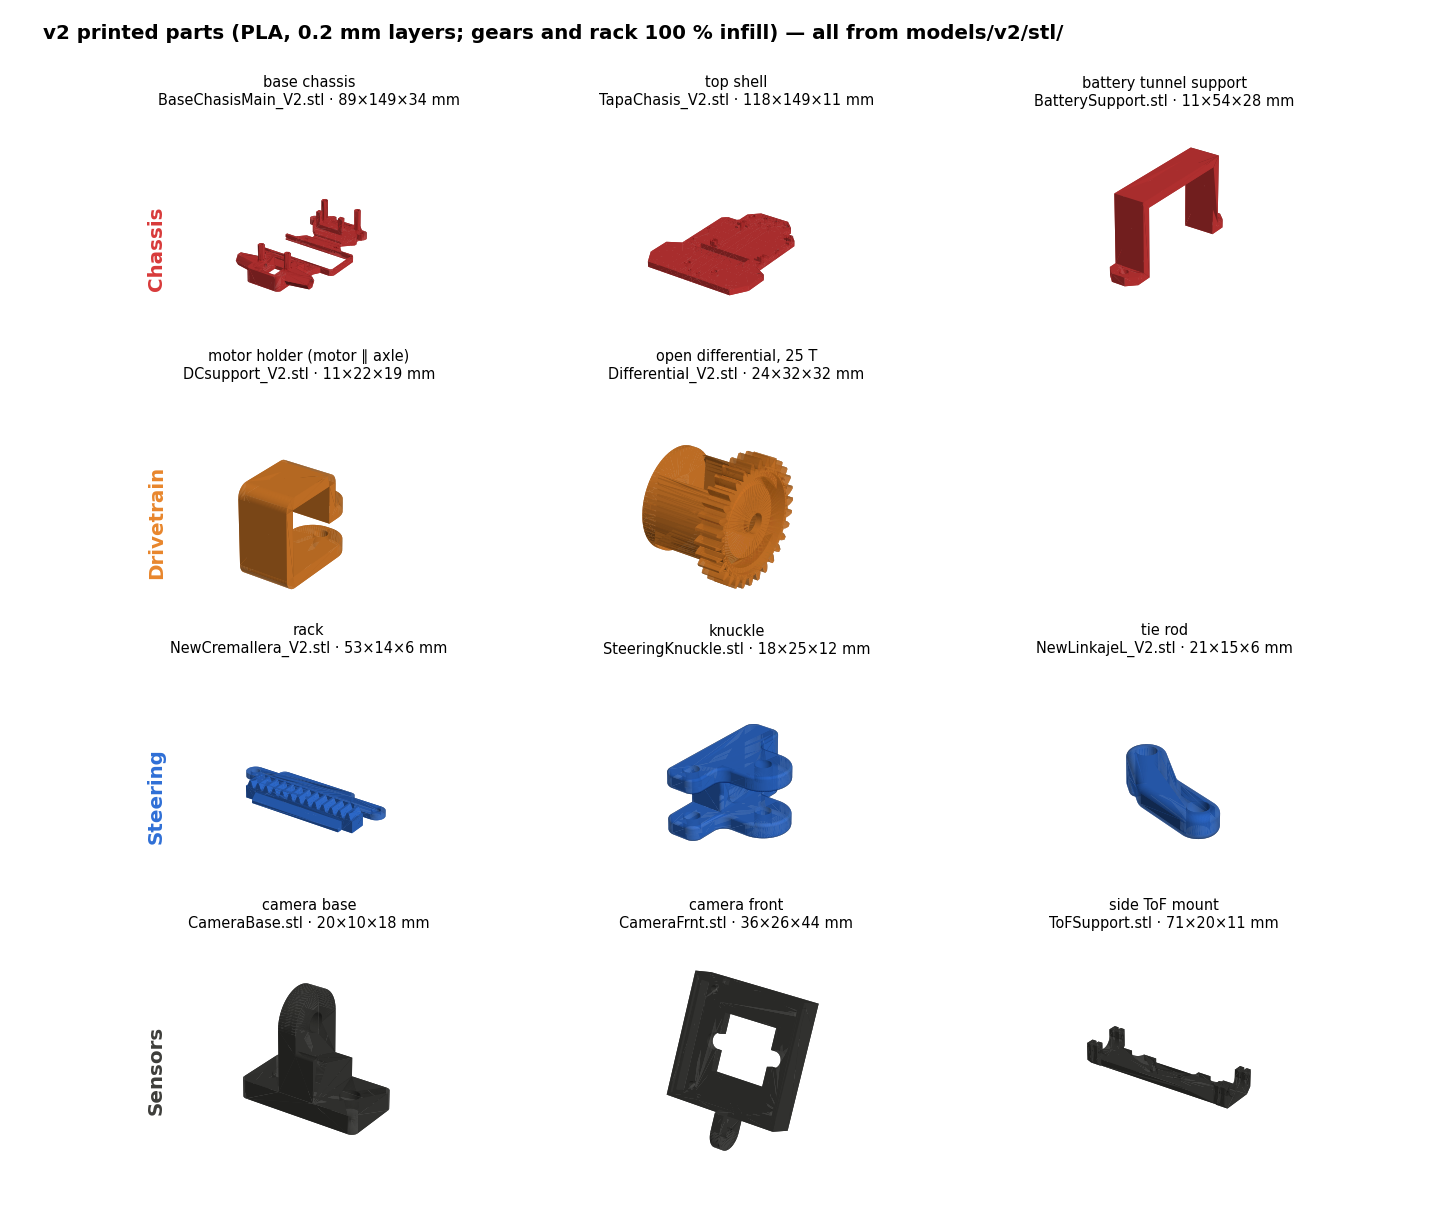 v2 printed parts (PLA, 0.2 mm layers; gears and rack 100 % infill) — all from models/v2/stl/
base chassis
BaseChasisMain_V2.stl · 89×149×34 mm
top shell
TapaChasis_V2.stl · 118×149×11 mm
battery tunnel support
BatterySupport.stl · 11×54×28 mm
Chassis
motor holder (motor ∥ axle)
DCsupport_V2.stl · 11×22×19 mm
open differential, 25 T
Differential_V2.stl · 24×32×32 mm
Drivetrain
rack
NewCremallera_V2.stl · 53×14×6 mm
knuckle
SteeringKnuckle.stl · 18×25×12 mm
tie rod
NewLinkajeL_V2.stl · 21×15×6 mm
Steering
camera base
CameraBase.stl · 20×10×18 mm
camera front
CameraFrnt.stl · 36×26×44 mm
side ToF mount
ToFSupport.stl · 71×20×11 mm
Sensors